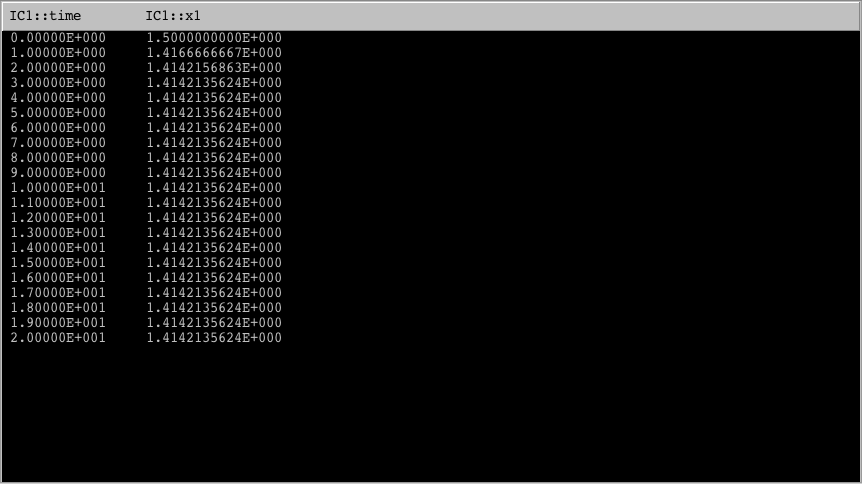 IC1::time IC1::x1
0.00000E+000 1.5000000000E+000
1.00000E+000 1.4166666667E+000
2.00000E+000 1.4142156863E+000
3.00000E+000 1.4142135624E+000
4.00000E+000 1.4142135624E+000
5.00000E+000 1.4142135624E+000
6.00000E+000 1.4142135624E+000
7.00000E+000 1.4142135624E+000
8.00000E+000 1.4142135624E+000
9.00000E+000 1.4142135624E+000
1.00000E+001 1.4142135624E+000
1.10000E+001 1.4142135624E+000
1.20000E+001 1.4142135624E+000
1.30000E+001 1.4142135624E+000
1.40000E+001 1.4142135624E+000
1.50000E+001 1.4142135624E+000
1.60000E+001 1.4142135624E+000
1.70000E+001 1.4142135624E+000
1.80000E+001 1.4142135624E+000
1.90000E+001 1.4142135624E+000
2.00000E+001 1.4142135624E+000